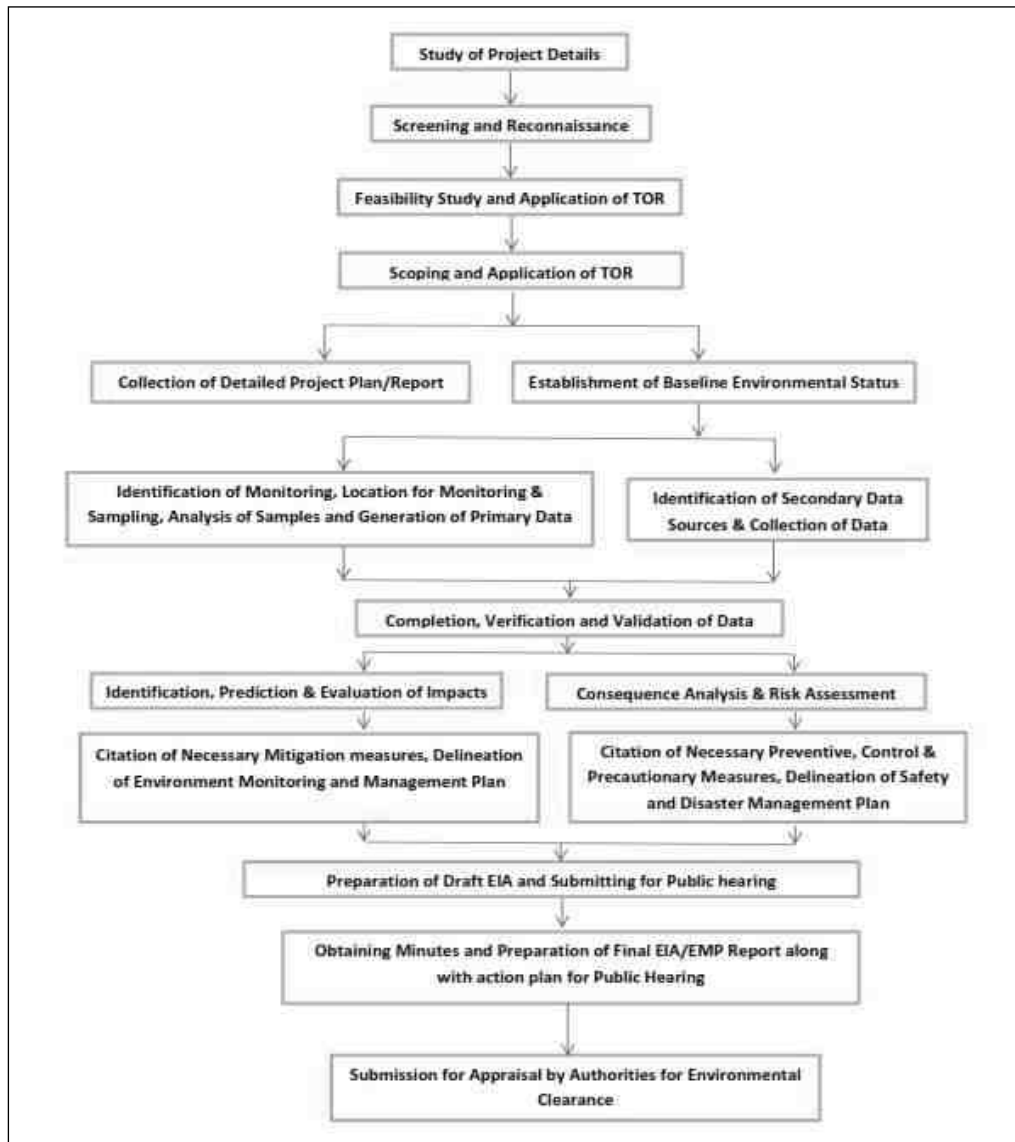 Study of Project Details
Screening and Reconnaissance
Feasibility Study and Application of TOR
Scoping and Application of TOR
Collection of Detailed Project Plan/Report
Establishment of Baseline Environmental Status
Identification of Monitoring, Location for Monitoring &
Sampling, Analysis of Samples and Generation of Primary Data
Identification of Secondary Data
Sources & Collection of Data
Completion, Verification and Validation of Data
Identification, Prediction & Evaluation of Impacts
Consequence Analysis & Risk Assessment
Citation of Necessary Mitigation measures, Delineation
of Environment Monitoring and Management Plan
Citation of Necessary Preventive, Control &
Precautionary Measures, Delineation of Safety
and Disaster Management Plan
Preparation of Draft EIA and Submitting for Public hearing
Obtaining Minutes and Preparation of Final EIA/EMP Report along
with action plan for Public Hearing
Submission for Appraisal by Authorities for Environmental
Clearance